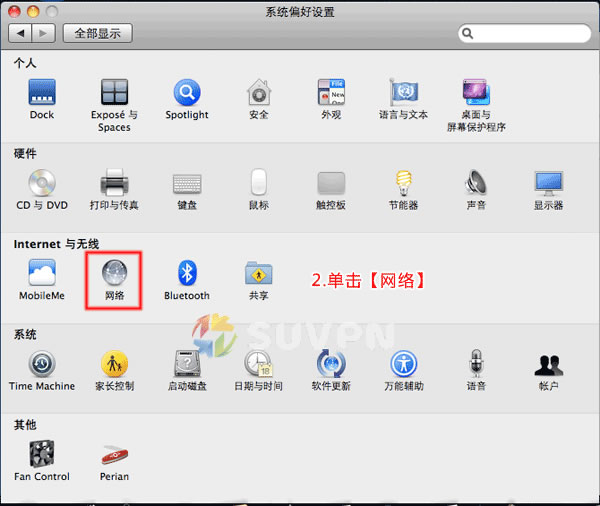 系统偏好设置
全部显示
个人
Dock
Exposé 与
Spaces
Spotlight
安全
外观
语言与文本
桌面与
屏幕保护程序
硬件
CD 与 DVD
打印与传真
键盘
鼠标
触控板
节能器
声音
显示器
Internet 与无线
MobileMe
网络
Bluetooth
共享
2.单击【网络】
SUVPN
系统
Time Machine
家长控制
启动磁盘
日期与时间
软件更新
万能辅助
语音
帐户
其他
Fan Control
Perian
File
New
One
18